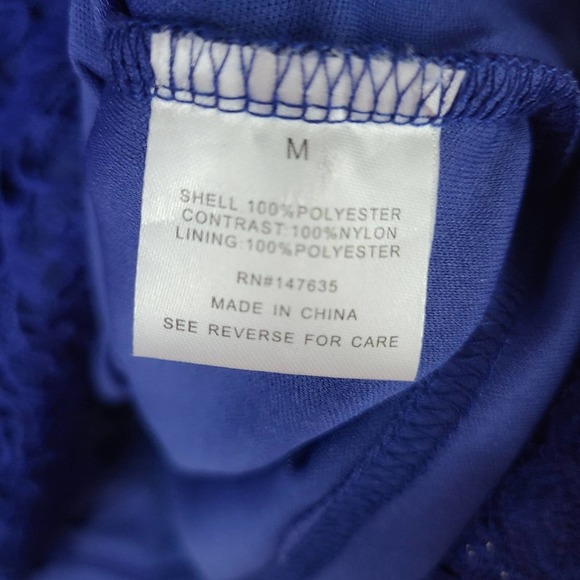 M
SHELL 100%POLYESTER
CONTRAST:100%NYLON
LINING:100%POLYESTER
RN#147635
MADE IN CHINA
SEE REVERSE FOR CARE